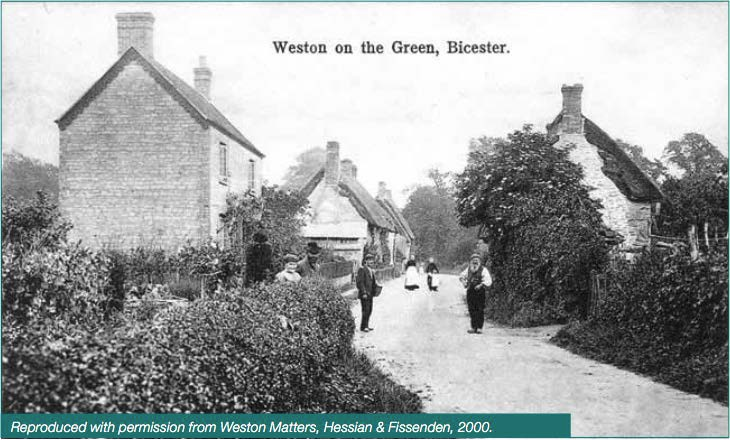 Weston on the Green, Bicester.
Reproduced with permission from Weston Matters, Hessian & Fissenden, 2000.